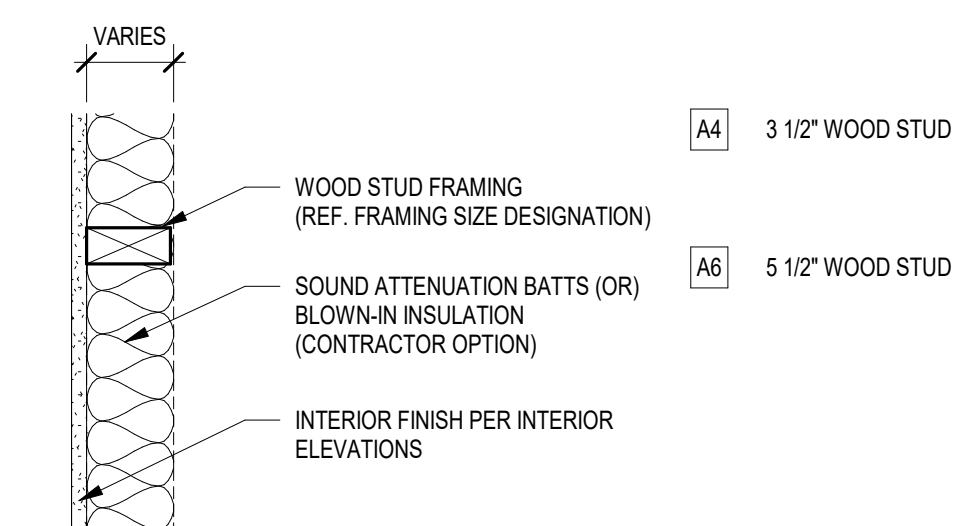 VARIES
WOOD STUD FRAMING
(REF. FRAMING SIZE DESIGNATION)
SOUND ATTENUATION BATTS (OR)
BLOWN-IN INSULATION
(CONTRACTOR OPTION)
INTERIOR FINISH PER INTERIOR
ELEVATIONS
A4 3 1/2" WOOD STUD
A6 5 1/2" WOOD STUD